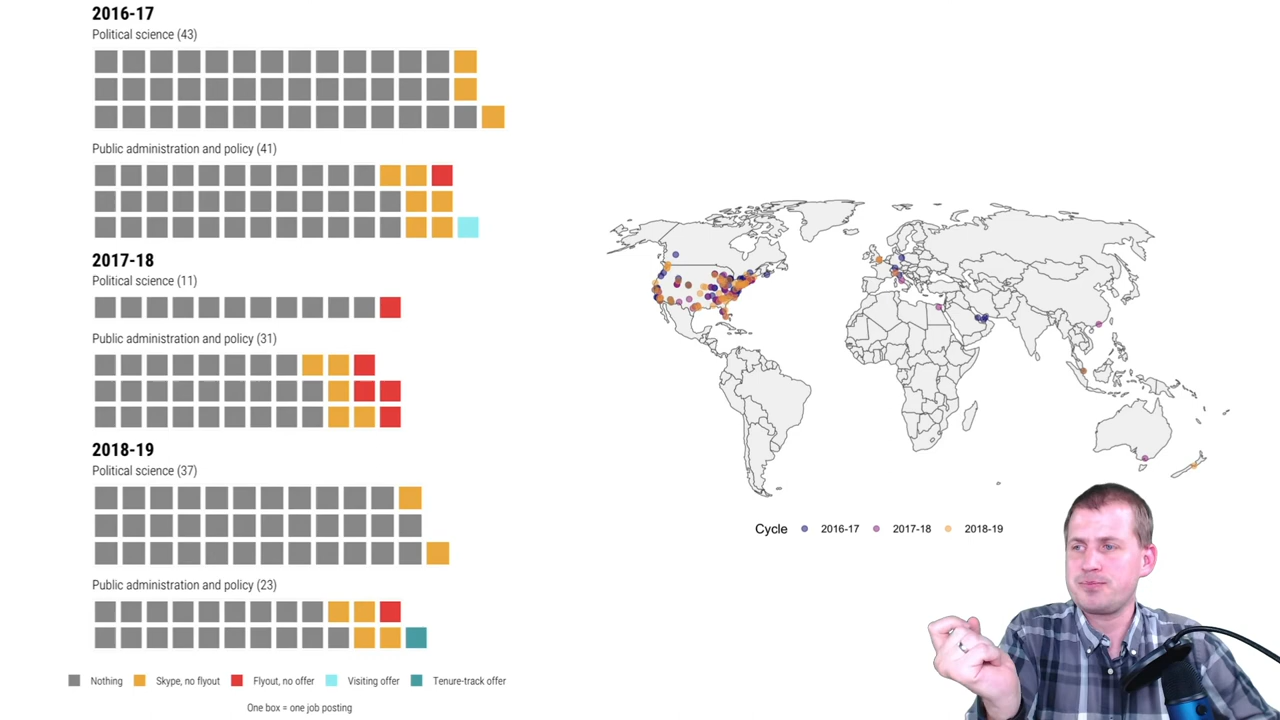 2016-17
Political science (43)
Public administration and policy (41)
2017-18
Political science (11)
Public administration and policy (31)
2018-19
Political science (37)
Public administration and policy (23)
Nothing
Skype, no flyout
Flyout, no offer
Visiting offer
Tenure-track offer
One box = one job posting
Cycle
2016-17
2017-18
2018-19